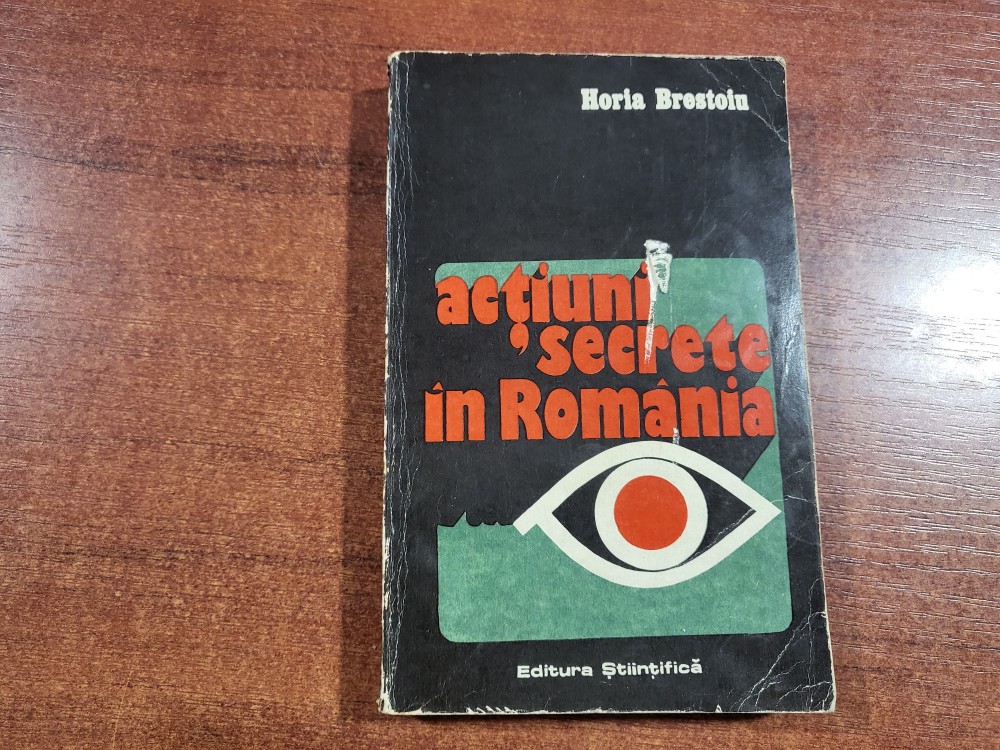 Horia Brestoiu
acțiuni
secrete
în România
Editura Științifică